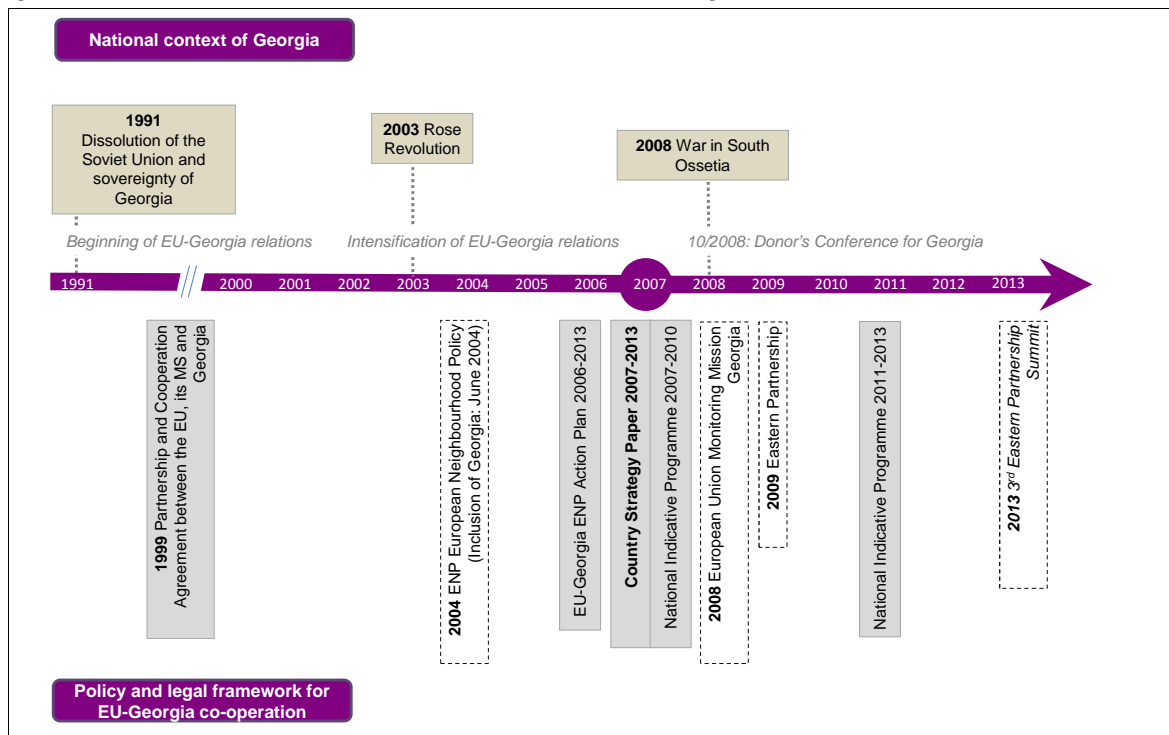 National context of Georgia
1991
Dissolution of the
Soviet Union and
sovereignty of
Georgia
2003 Rose
Revolution
2008 War in South
Ossetia
Beginning of EU-Georgia relations
Intensification of EU-Georgia relations
10/2008: Donor's Conference for Georgia
1991
2000
2001
2002
2003
2004
2005
2006
2007
2008
2009
2010
2011
2012
2013
1999 Partnership and Cooperation
Agreement between the EU, its MS and
Georgia
2004 ENP European Neighbourhood Policy
(Inclusion of Georgia: June 2004)
EU-Georgia ENP Action Plan 2006-2013
Country Strategy Paper 2007-2013
National Indicative Programme 2007-2010
2008 European Union Monitoring Mission
Georgia
2009 Eastern Partnership
National Indicative Programme 2011-2013
2013 3rd Eastern Partnership
Summit
Policy and legal framework for
EU-Georgia co-operation